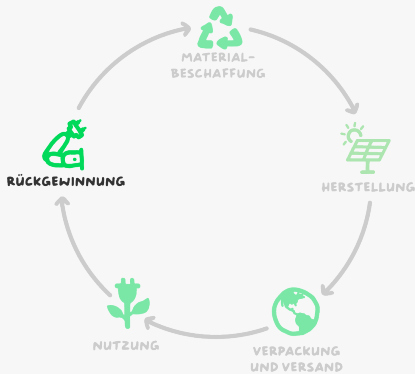 MATERIAL-
BESCHAFFUNG
HERSTELLUNG
VERPACKUNG
UND VERSAND
NUTZUNG
RÜCKGEWINNUNG